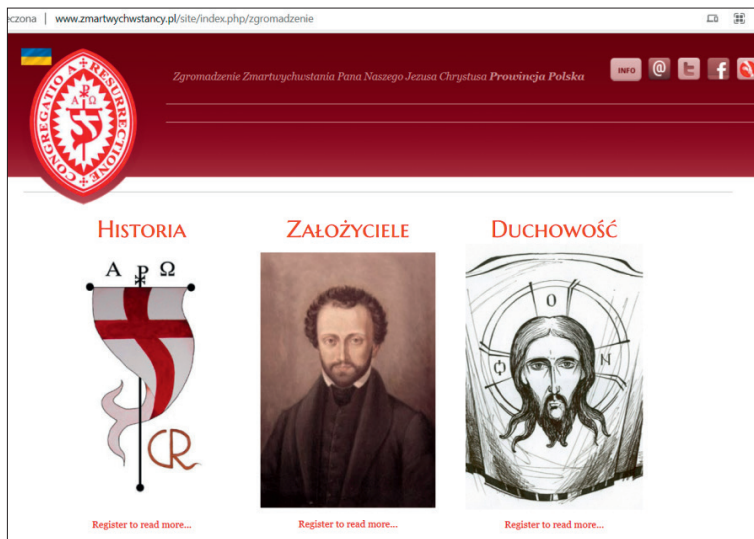 eczona | www.zmartwychwstancy.pl/site/index.php/zgromadzenie
CONGREGATIO A RESURRECTIONE
Α Ω
Zgromadzenie Zmartwychwstania Pana Naszego Jezusa Chrystusa Prowincja Polska
INFO @ t f
HISTORIA
ZAŁOŻYCIELE
DUCHOWOŚĆ
Α Ω
CR
Ο
Ν
Register to read more...
Register to read more...
Register to read more...